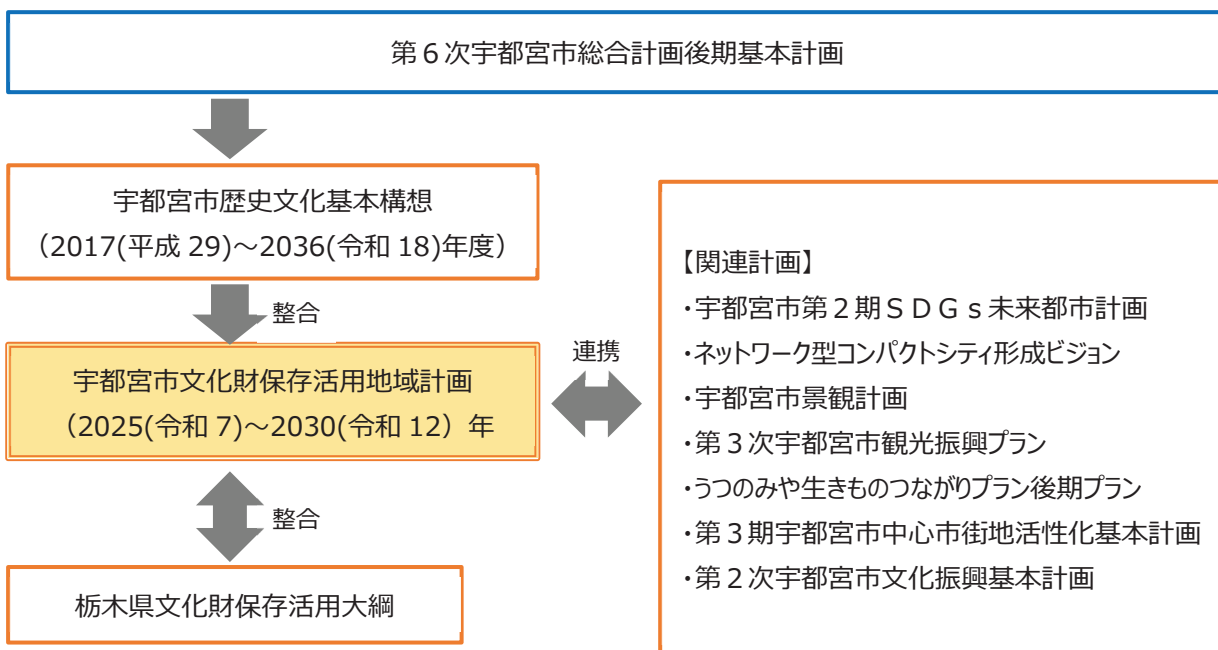 第６次宇都宮市総合計画後期基本計画
宇都宮市歴史文化基本構想
（2017(平成 29)～2036(令和 18)年度）
整合
宇都宮市文化財保存活用地域計画
（2025(令和 7)～2030(令和 12）年
整合
栃木県文化財保存活用大綱
連携
【関連計画】
・宇都宮市第２期ＳＤＧｓ未来都市計画
・ネットワーク型コンパクトシティ形成ビジョン
・宇都宮市景観計画
・第３次宇都宮市観光振興プラン
・うつのみや生きものつながりプラン後期プラン
・第３期宇都宮市中心市街地活性化基本計画
・第２次宇都宮市文化振興基本計画